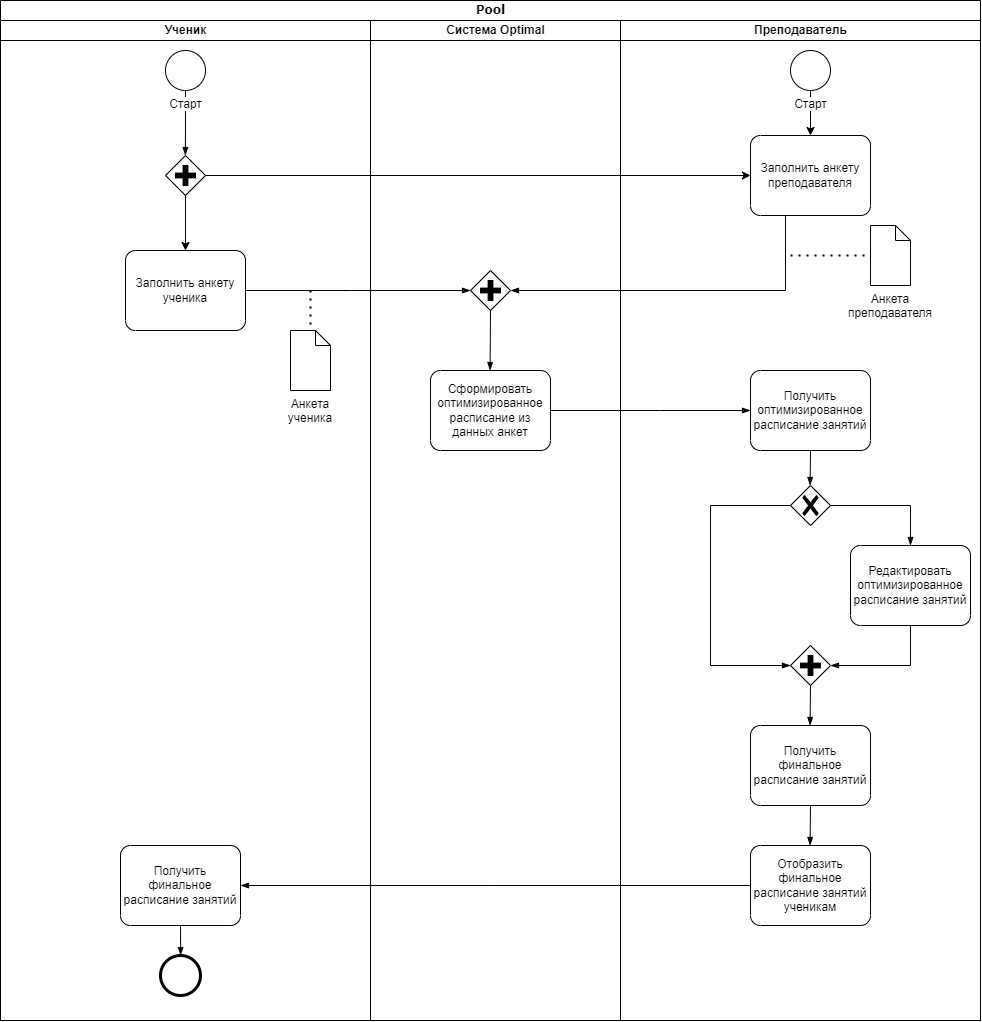 Pool
Ученик
Система Optimal
Преподаватель
Старт
Старт
Заполнить анкету
преподавателя
Заполнить анкету
ученика
Анкета
преподавателя
Анкета
ученика
Сформировать
оптимизированное
расписание из
данных анкет
Получить
оптимизированное
расписание занятий
Редактировать
оптимизированное
расписание занятий
Получить
финальное
расписание занятий
Получить
финальное
расписание занятий
Отобразить
финальное
расписание занятий
ученикам